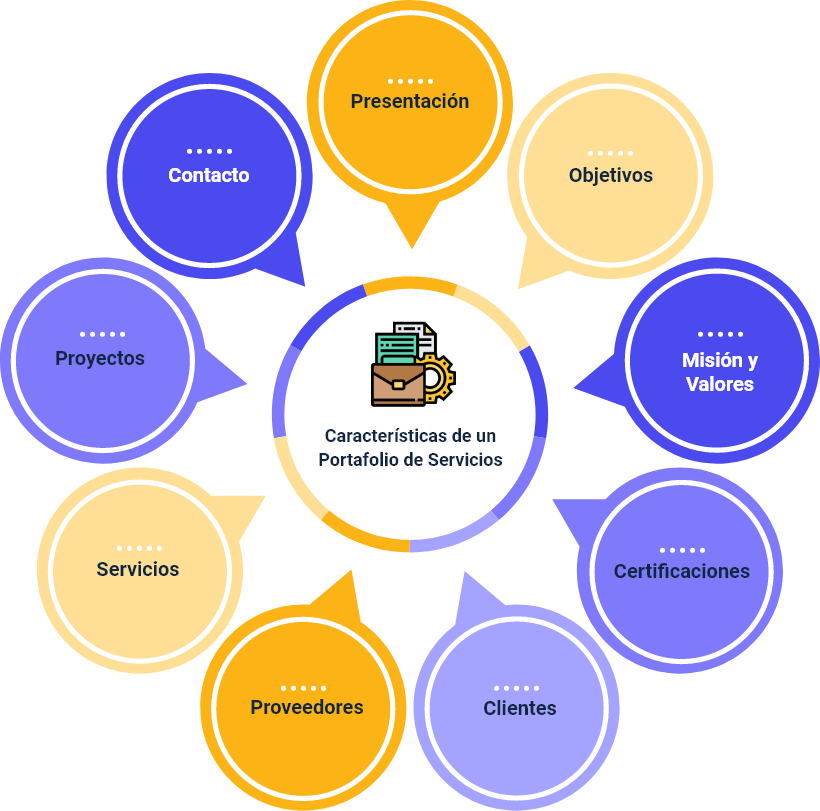 Presentación
Objetivos
Misión y
Valores
Certificaciones
Clientes
Proveedores
Servicios
Proyectos
Contacto
Características de un
Portafolio de Servicios